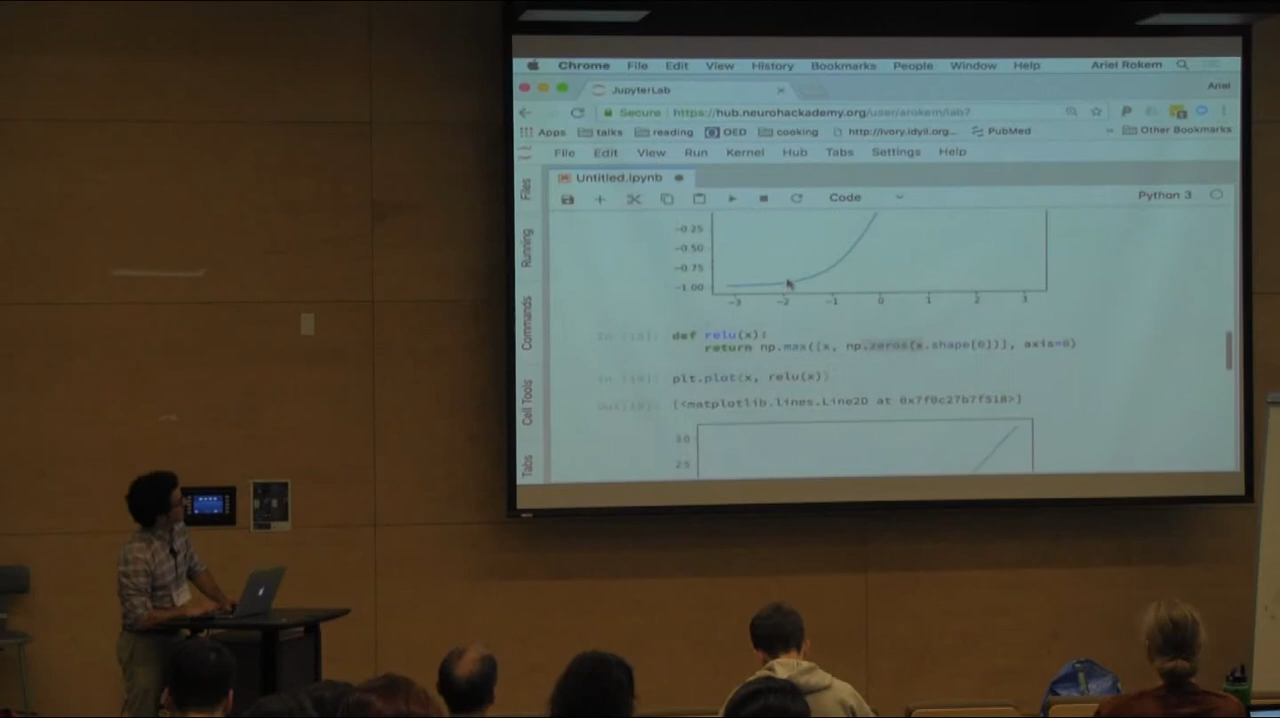 Chrome File Edit View History Bookmarks People Window Help Ariel Rokem
JupyterLab Ariel
Secure https://hub.neurohackademy.org/user/arokem/lab?
Apps talks reading OED cooking http://ivory.idyll.org... PubMed » Other Bookmarks
File Edit View Run Kernel Hub Tabs Settings Help
Untitled.ipynb
Code Python 3
Files
Running
Commands
Cell Tools
Tabs
-0.25
-0.50
-0.75
-1.00
-3 -2 -1 0 1 2 3
def relu(x):
return np.max([x, np.zeros(x.shape[0])], axis=0)
plt.plot(x, relu(x))
[<matplotlib.lines.Line2D at 0x7f0c27b7f518>]
3.0
2.5